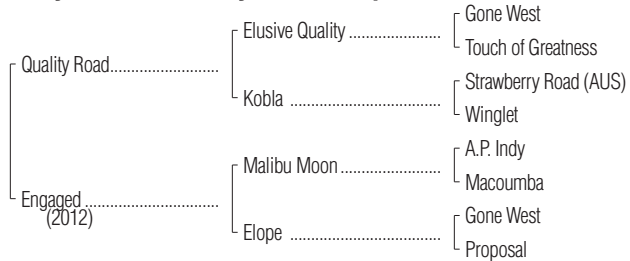 Gone West
Elusive Quality ......................
Touch of Greatness
Quality Road..........................
Strawberry Road (AUS)
Kobla ....................................
Winglet
A.P. Indy
Malibu Moon ........................
Macoumba
Engaged ................................
(2012)
Gone West
Elope ....................................
Proposal